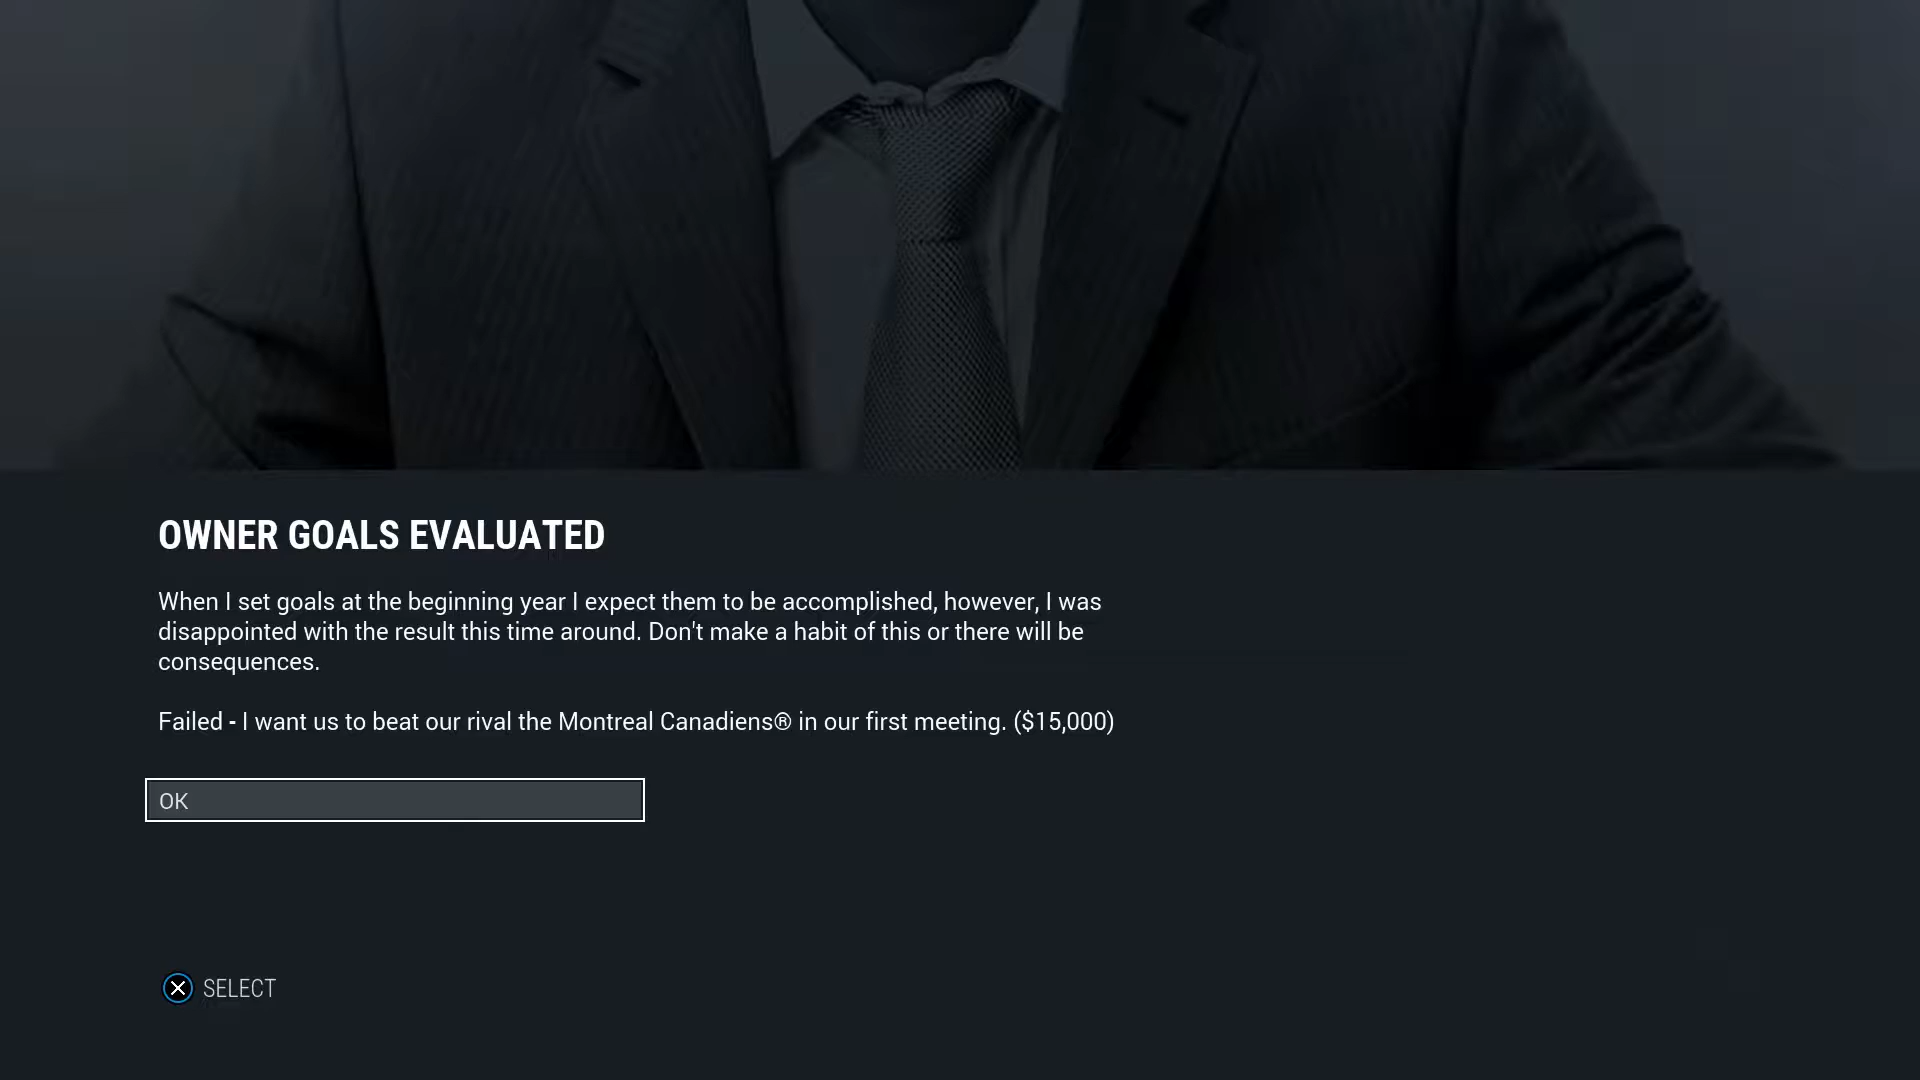 OWNER GOALS EVALUATED
When I set goals at the beginning year I expect them to be accomplished, however, I was
disappointed with the result this time around. Don't make a habit of this or there will be
consequences.
Failed - I want us to beat our rival the Montreal Canadiens® in our first meeting. ($15,000)
OK
SELECT